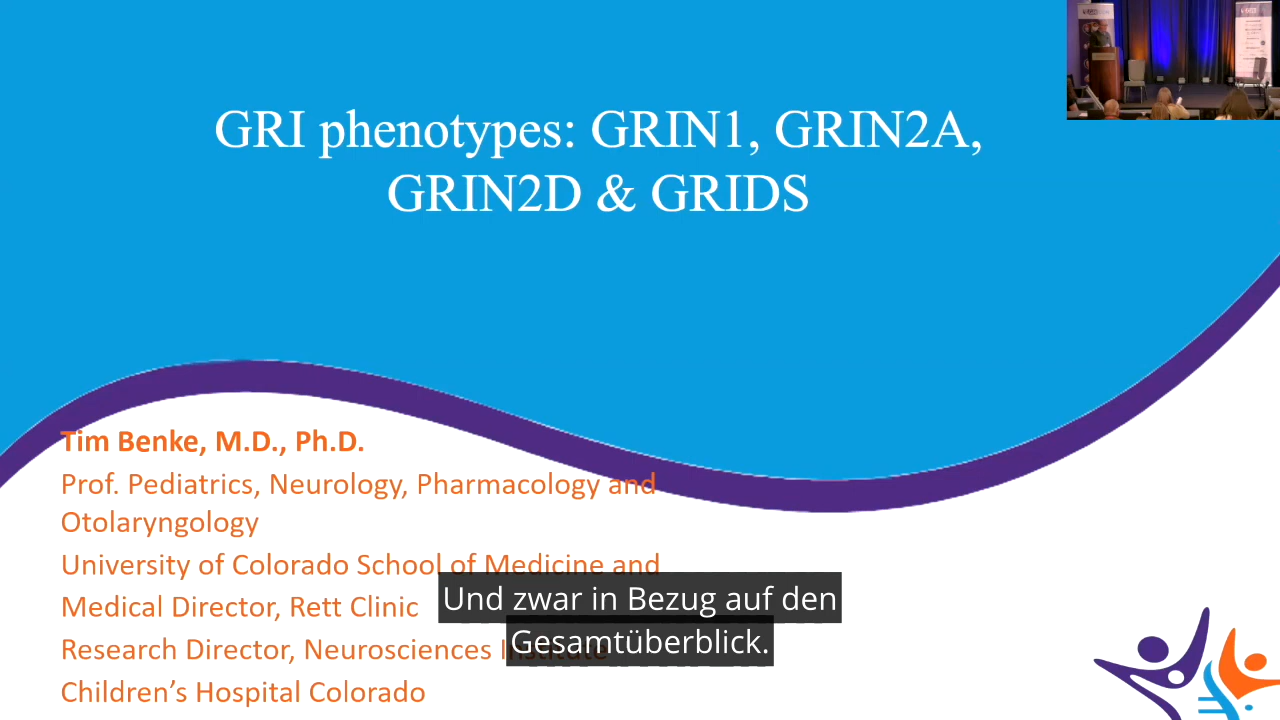 GRI phenotypes: GRIN1, GRIN2A,
GRIN2D & GRIDS
Tim Benke, M.D., Ph.D.
Prof. Pediatrics, Neurology, Pharmacology and
Otolaryngology
University of Colorado School of Medicine and
Medical Director, Rett Clinic
Research Director, Neurosciences Institute
Children’s Hospital Colorado
Und zwar in Bezug auf den
Gesamtüberblick.